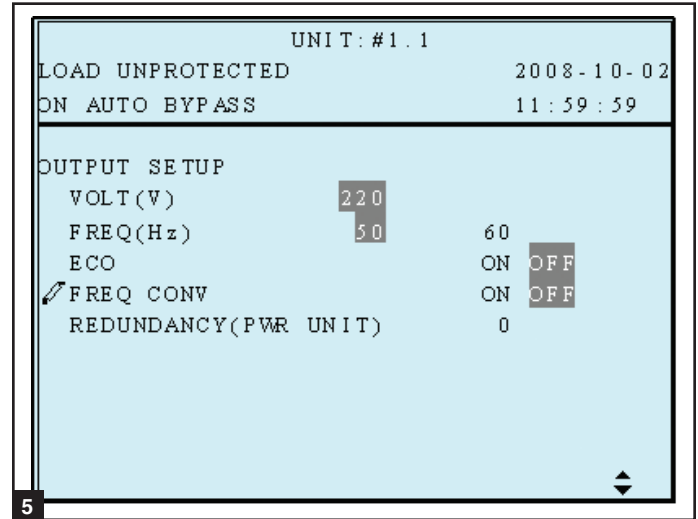 UNIT:#1.1
LOAD UNPROTECTED 2008-10-02
ON AUTO BYPASS 11:59:59
OUTPUT SETUP
VOLT(V) 220
FREQ(Hz) 50 60
ECO ON OFF
FREQ CONV ON OFF
REDUNDANCY(PWR UNIT) 0
5